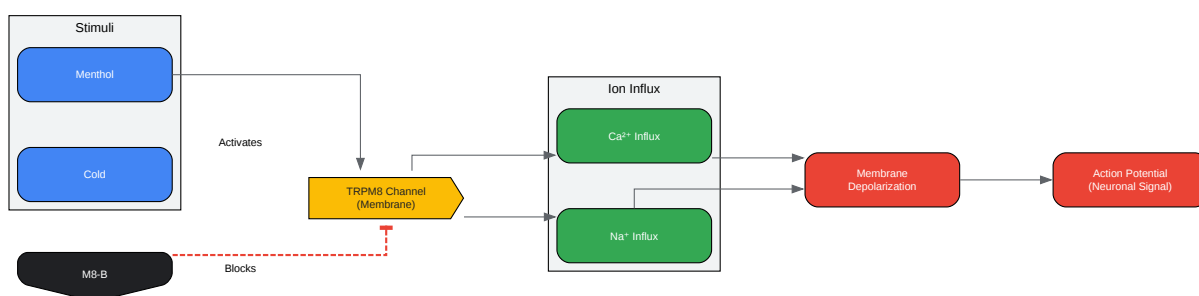 Stimuli
Menthol
Cold
Activates
M8-B
Blocks
TRPM8 Channel
(Membrane)
Ion Influx
Ca²⁺ Influx
Na⁺ Influx
Membrane
Depolarization
Action Potential
(Neuronal Signal)